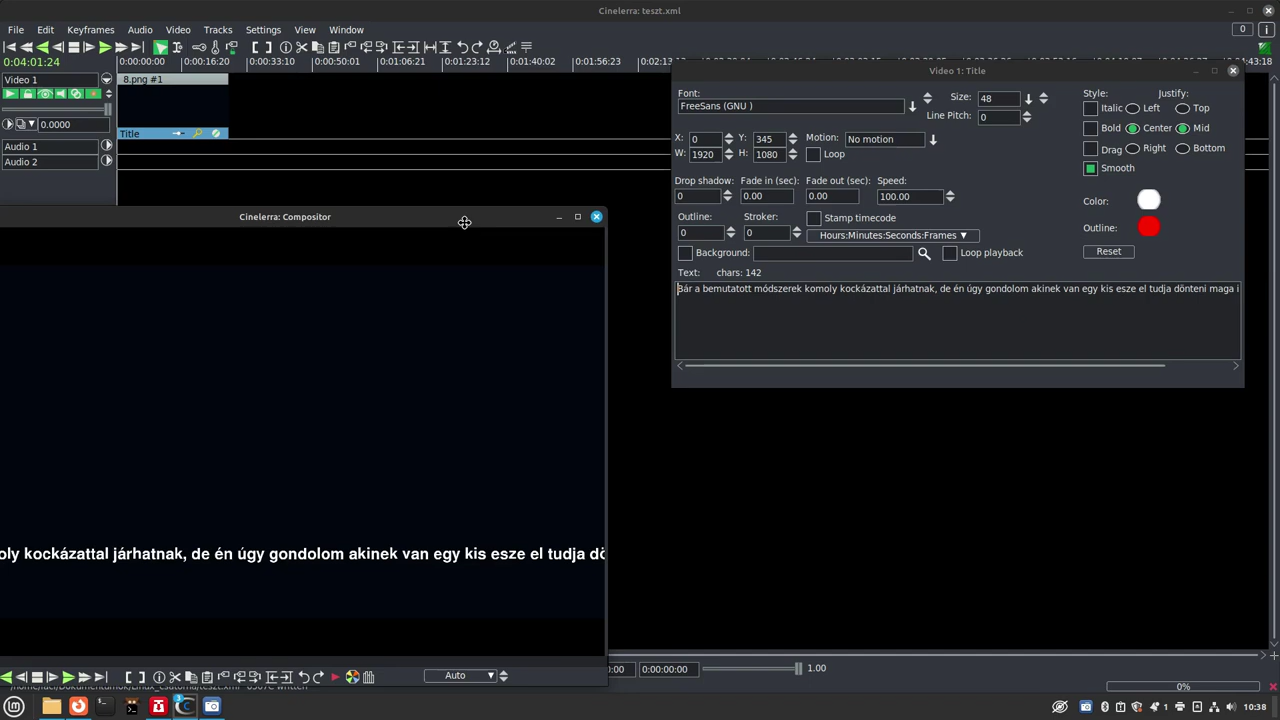 Cinelerra: teszt.xml
File Edit Keyframes Audio Video Tracks Settings View Window
0
0:04:01:24
0:00:00:00 0:00:16:20 0:00:33:10 0:00:50:01 0:01:06:21 0:01:23:12 0:01:40:02 0:01:56:23 0:02:13:1
Video 1
8.png #1
0.0000
Title
Audio 1
Audio 2
Video 1: Title
Font:
FreeSans (GNU )
Size: 48
Line Pitch: 0
Style: Justify:
Italic Left Top
Bold Center Mid
Drag Right Bottom
Smooth
X: 0 Y: 345 Motion: No motion
W: 1920 H: 1080 Loop
Drop shadow: Fade in (sec): Fade out (sec): Speed:
0 0.00 0.00 100.00
Color:
Outline: Stroker: Stamp timecode
0 0 Hours:Minutes:Seconds:Frames
Outline:
Background: Loop playback
Reset
Text: chars: 142
Bár a bemutatott módszerek komoly kockázattal járhatnak, de én úgy gondolom akinek van egy kis esze el tudja dönteni maga i
Cinelerra: Compositor
oly kockázattal járhatnak, de én úgy gondolom akinek van egy kis esze el tudja dö
Auto
:00 0:00:00:00 1.00
0%
3
1
10:38